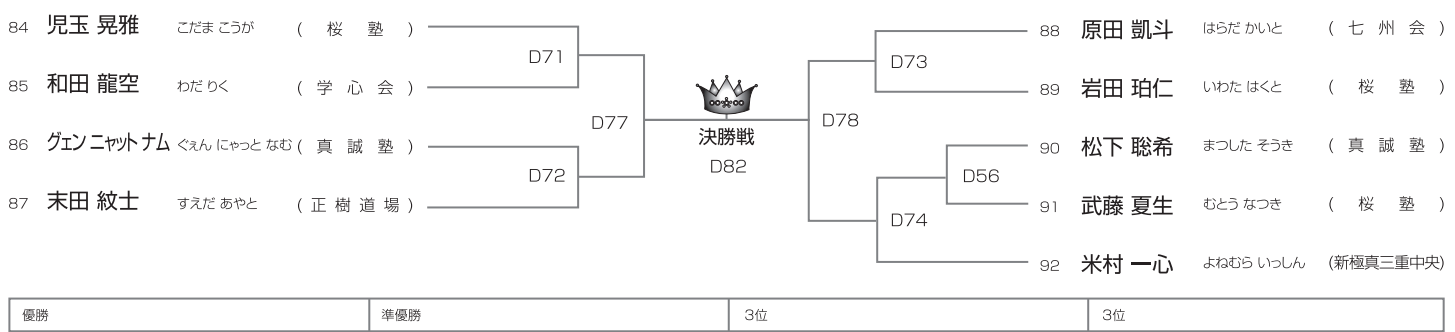 84 児玉 晃雅 こだま こうが ( 桜 塾 )
85 和田 龍空 わだ りく ( 学 心 会 )
86 グェン ニャット ナム ぐぇん にゃっと なむ ( 真 誠 塾 )
87 末田 紋士 すえだ あやと ( 正 樹 道 場 )
D71
D72
D77
決勝戦
D82
D78
D73
D56
D74
88 原田 凱斗 はらだ かいと ( 七 州 会 )
89 岩田 珀仁 いわた はくと ( 桜 塾 )
90 松下 聡希 まつした そうき ( 真 誠 塾 )
91 武藤 夏生 むとう なつき ( 桜 塾 )
92 米村 一心 よねむら いっしん (新極真三重中央)
優勝
準優勝
3位
3位